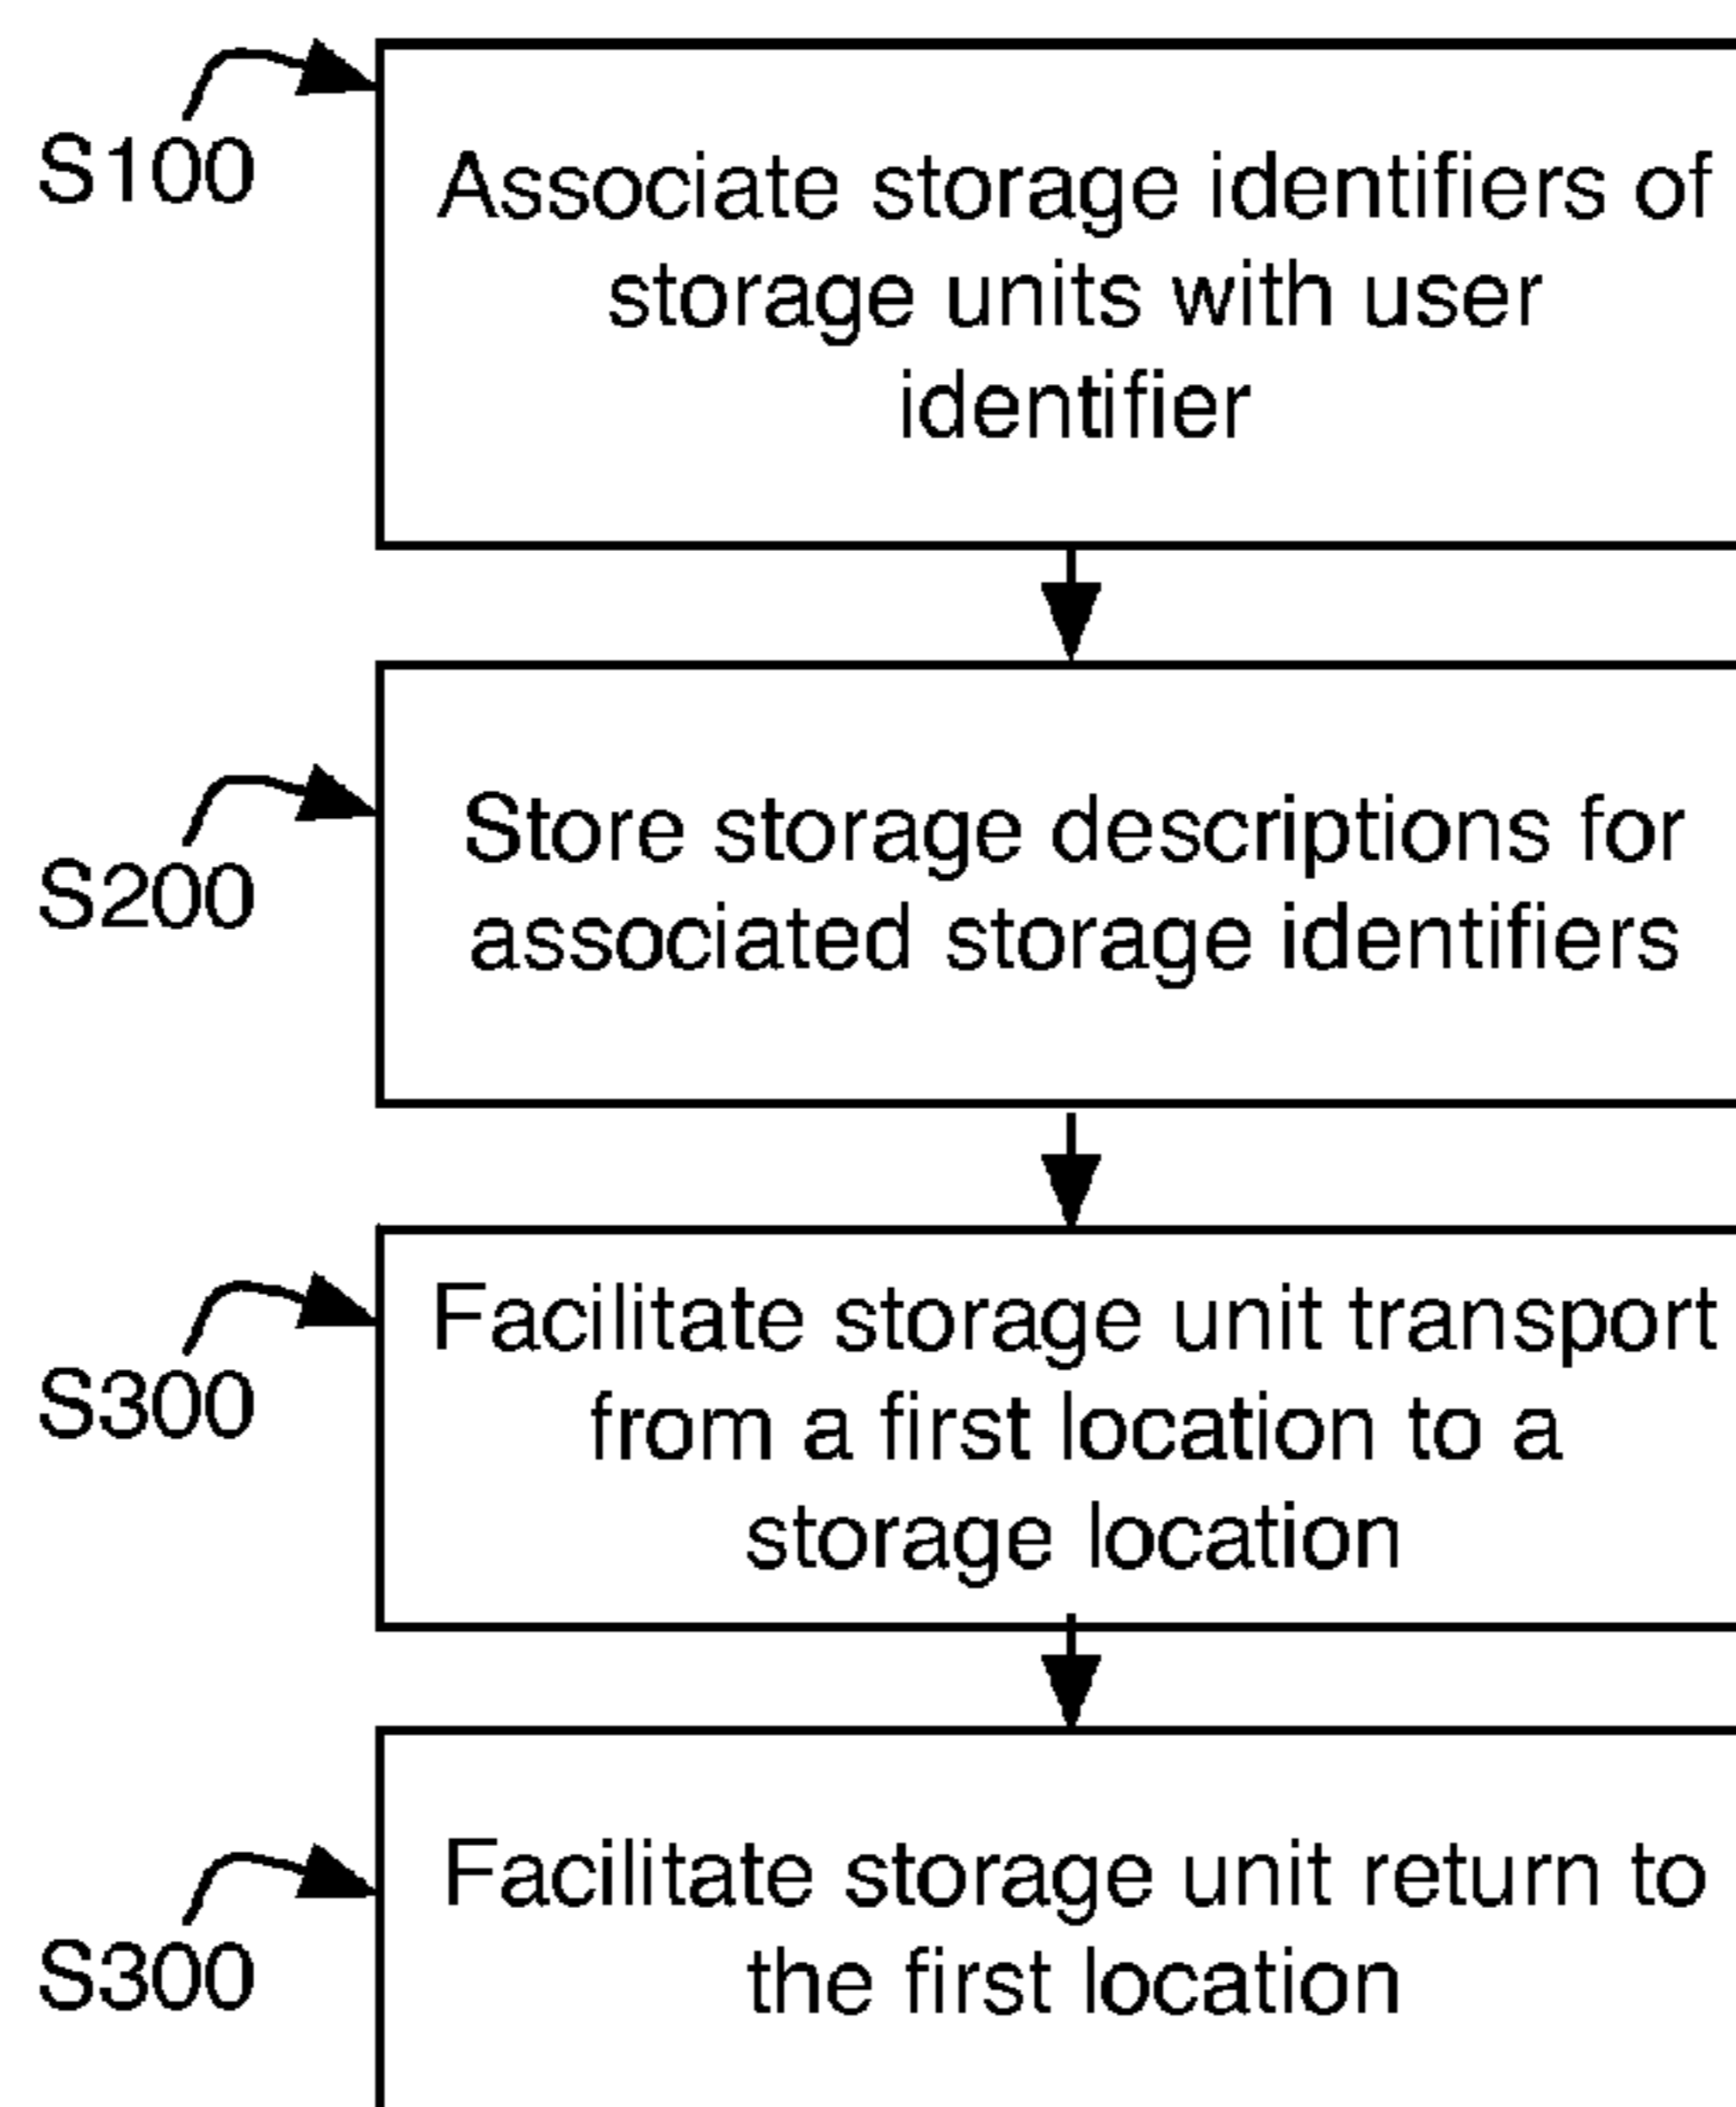 S100
Associate storage identifiers of
storage units with user
identifier
S200
Store storage descriptions for
associated storage identifiers
S300
Facilitate storage unit transport
from a first location to a
storage location
S300
Facilitate storage unit return to
the first location